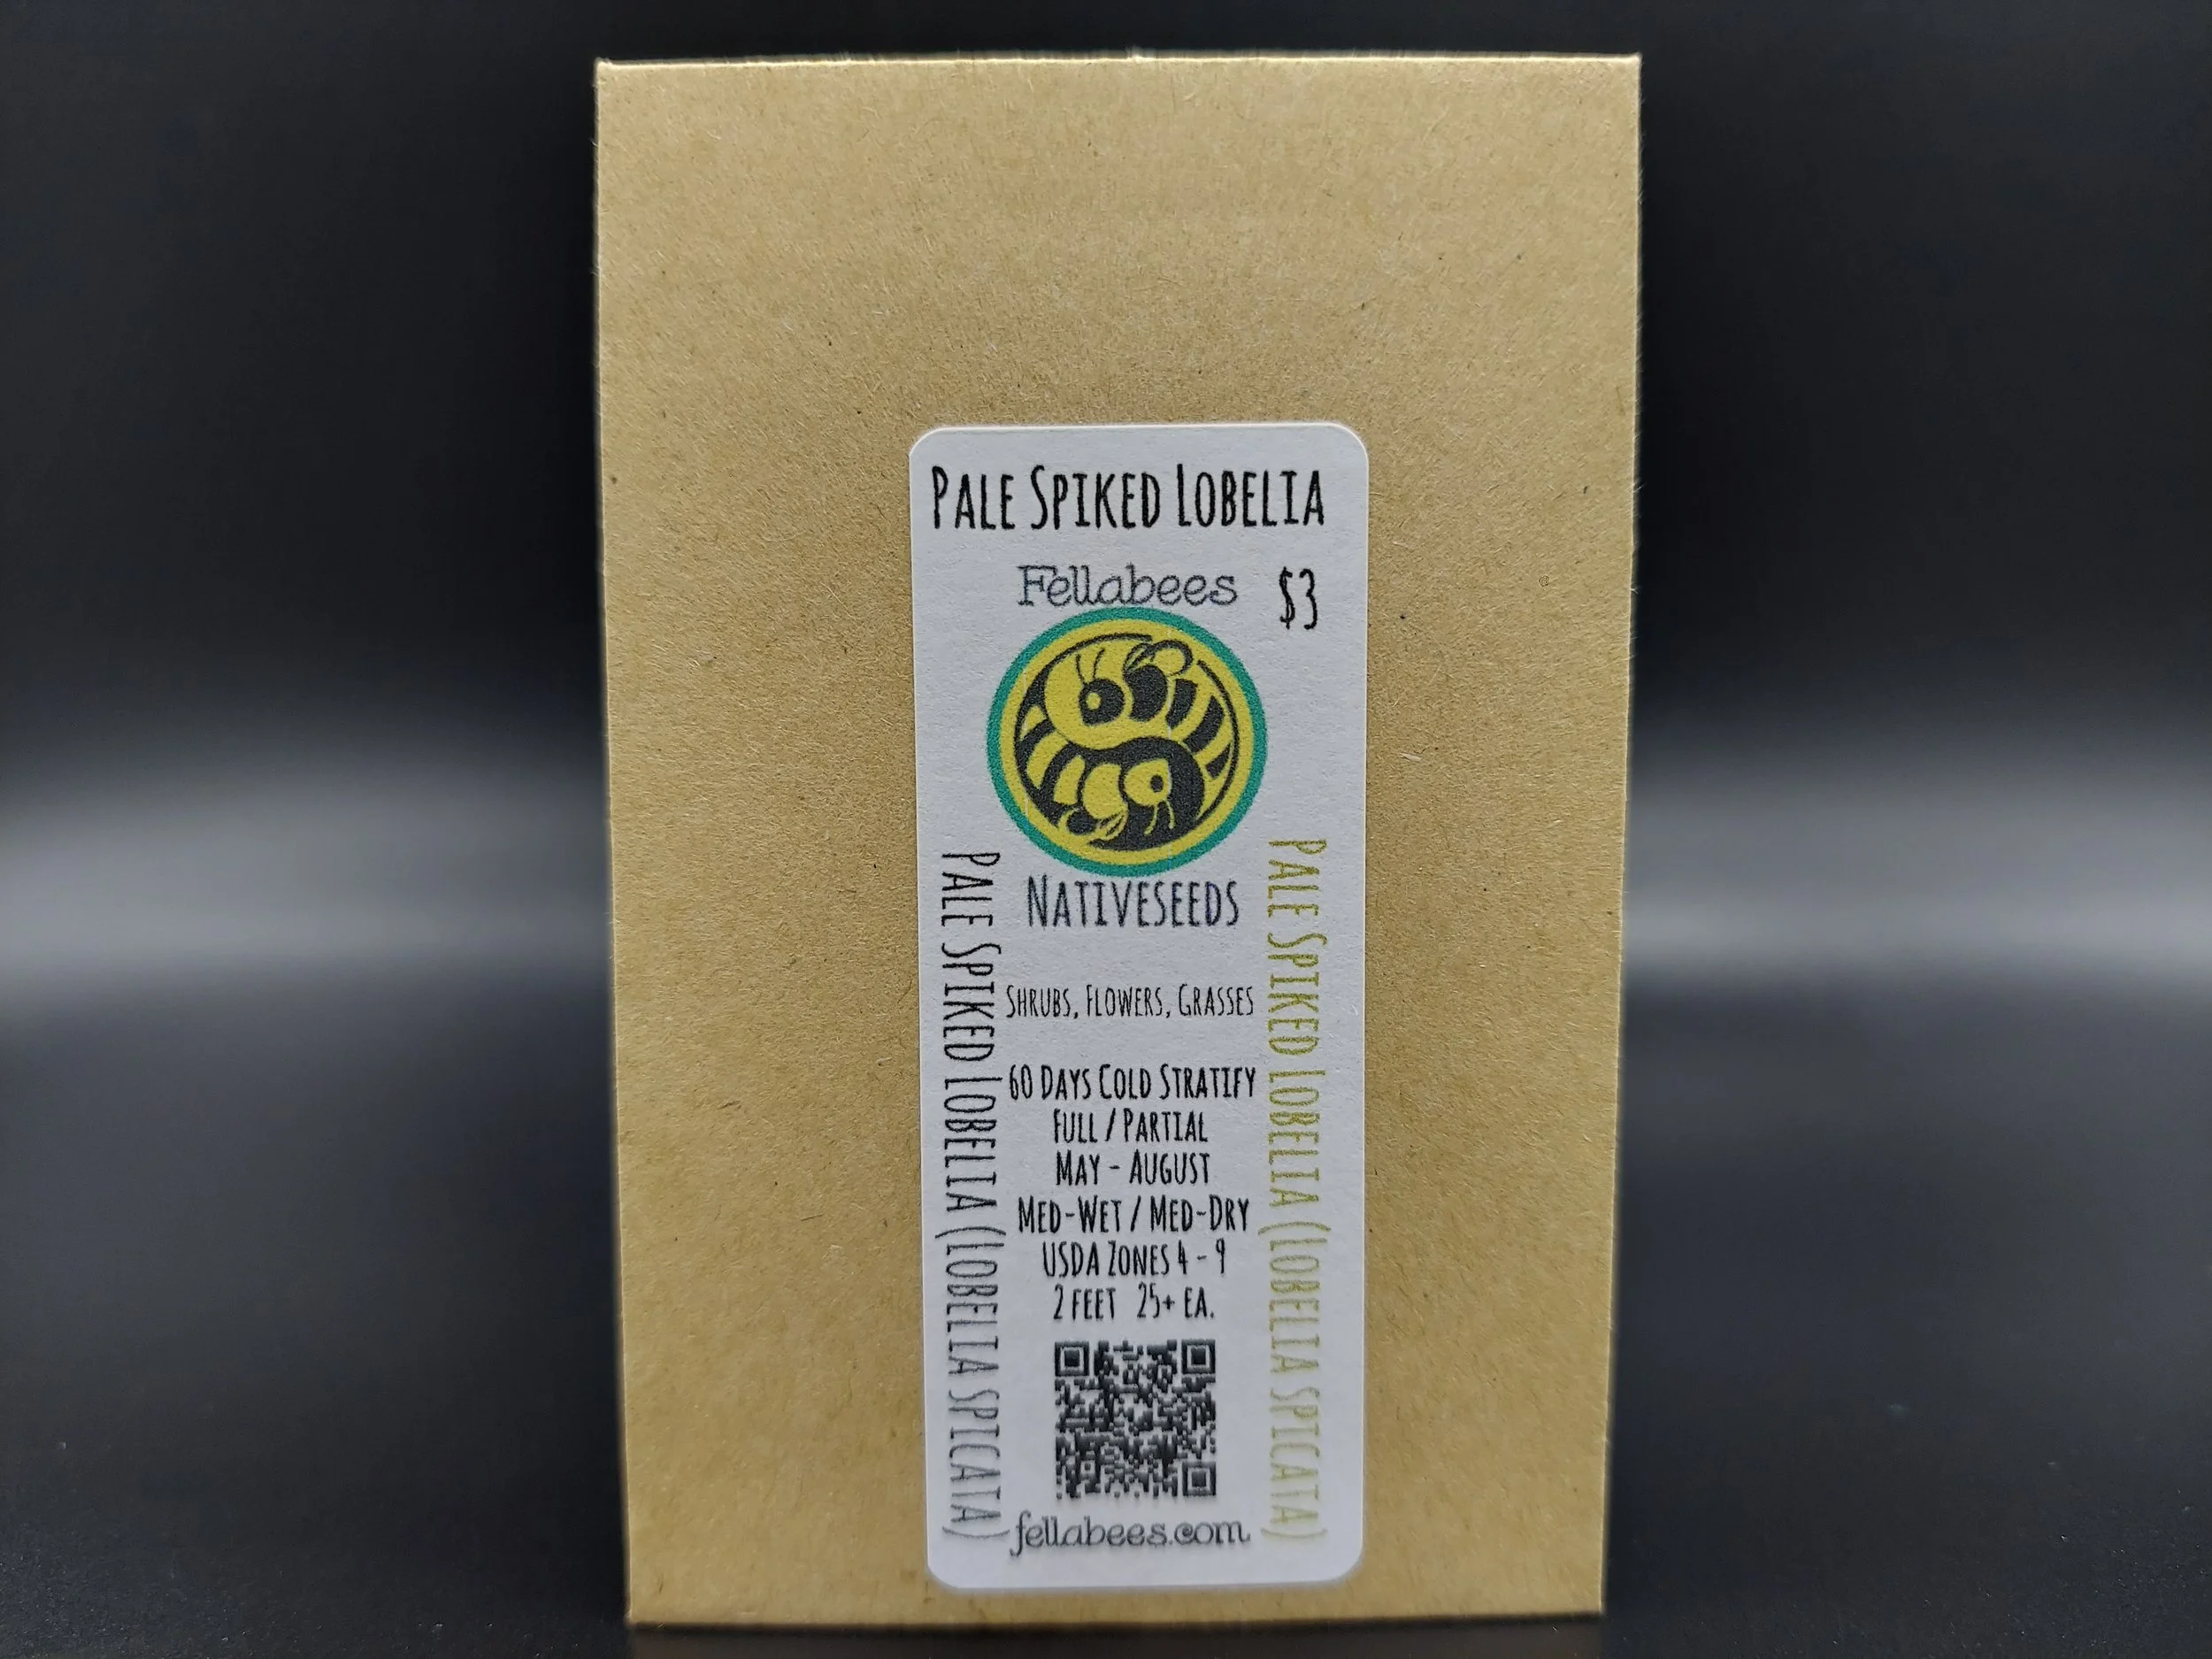 Pale Spiked Lobelia
Fellabees
$3
Nativeseeds
Shrubs, Flowers, Grasses
60 Days Cold Stratify
Full / Partial
May - August
Med-Wet / Med-Dry
USDA Zones 4 - 9
2 feet 25+ ea.
fellabees.com
Pale Spiked Lobelia (Lobelia spicata)
Pale Spiked Lobelia (Lobelia spicata)